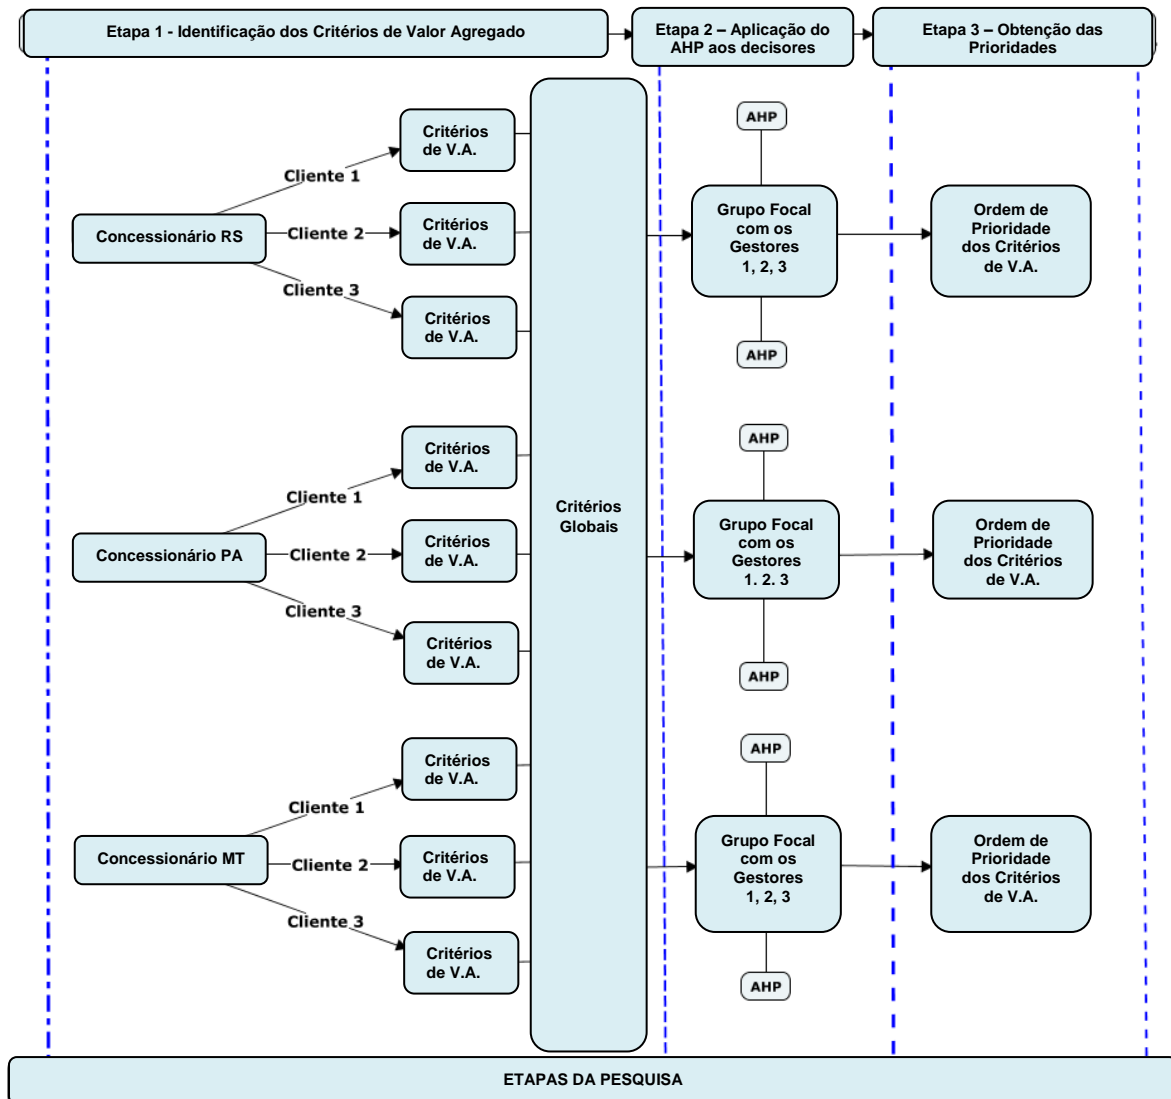 Etapa 1 - Identificação dos Critérios de Valor Agregado
Etapa 2 – Aplicação do
AHP aos decisores
Etapa 3 – Obtenção das
Prioridades
Concessionário RS
Cliente 1
Cliente 2
Cliente 3
Critérios
de V.A.
Critérios
de V.A.
Critérios
de V.A.
AHP
Grupo Focal
com os
Gestores
1, 2, 3
AHP
Ordem de
Prioridade
dos Critérios
de V.A.
Concessionário PA
Cliente 1
Cliente 2
Cliente 3
Critérios
de V.A.
Critérios
de V.A.
Critérios
de V.A.
Critérios
Globais
AHP
Grupo Focal
com os
Gestores
1. 2. 3
AHP
Ordem de
Prioridade
dos Critérios
de V.A.
Concessionário MT
Cliente 1
Cliente 2
Cliente 3
Critérios
de V.A.
Critérios
de V.A.
Critérios
de V.A.
AHP
Grupo Focal
com os
Gestores
1, 2, 3
AHP
Ordem de
Prioridade
dos Critérios
de V.A.
ETAPAS DA PESQUISA